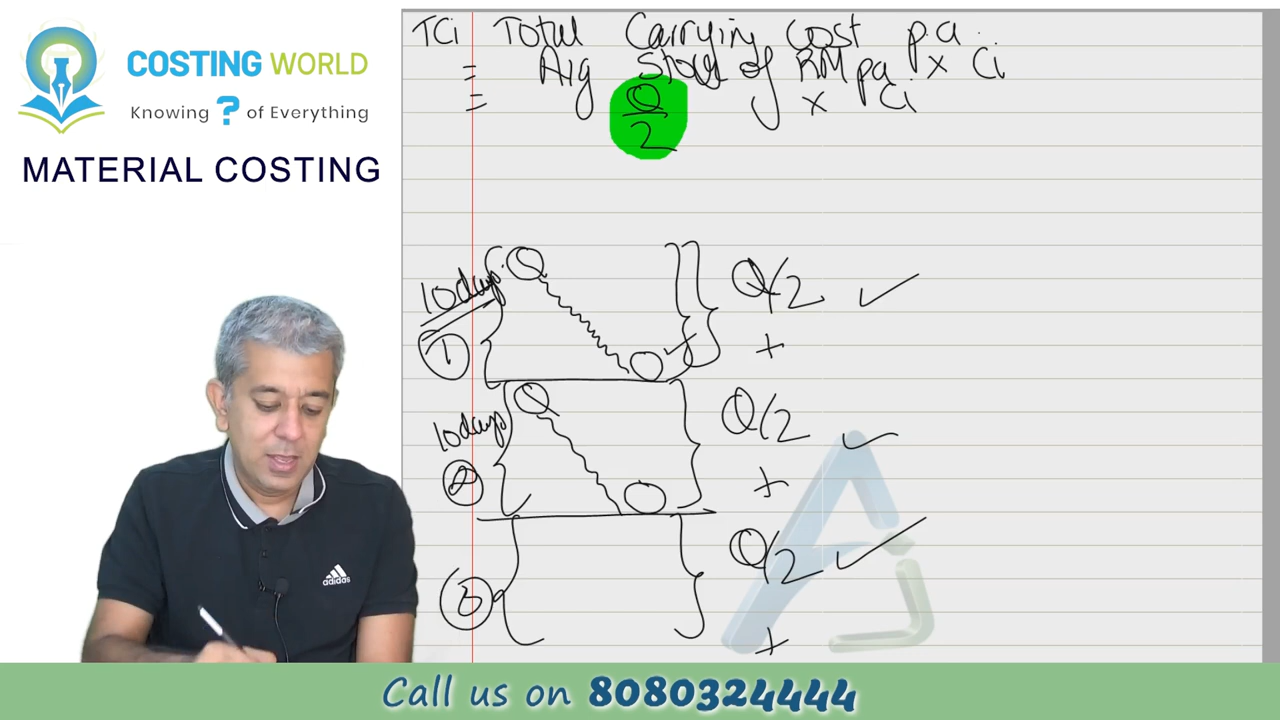 COSTING WORLD
Knowing ? of Everything
MATERIAL COSTING
TCi Total Carrying Cost p.a.
= Avg Stock of RM pa × Ci
= Q/2 × Ci
10 days
1 Q 0 Q/2 ✓
+
10 days
2 Q 0 Q/2 ✓
+
3 Q/2 ✓
+
adidas
Call us on 8080324444